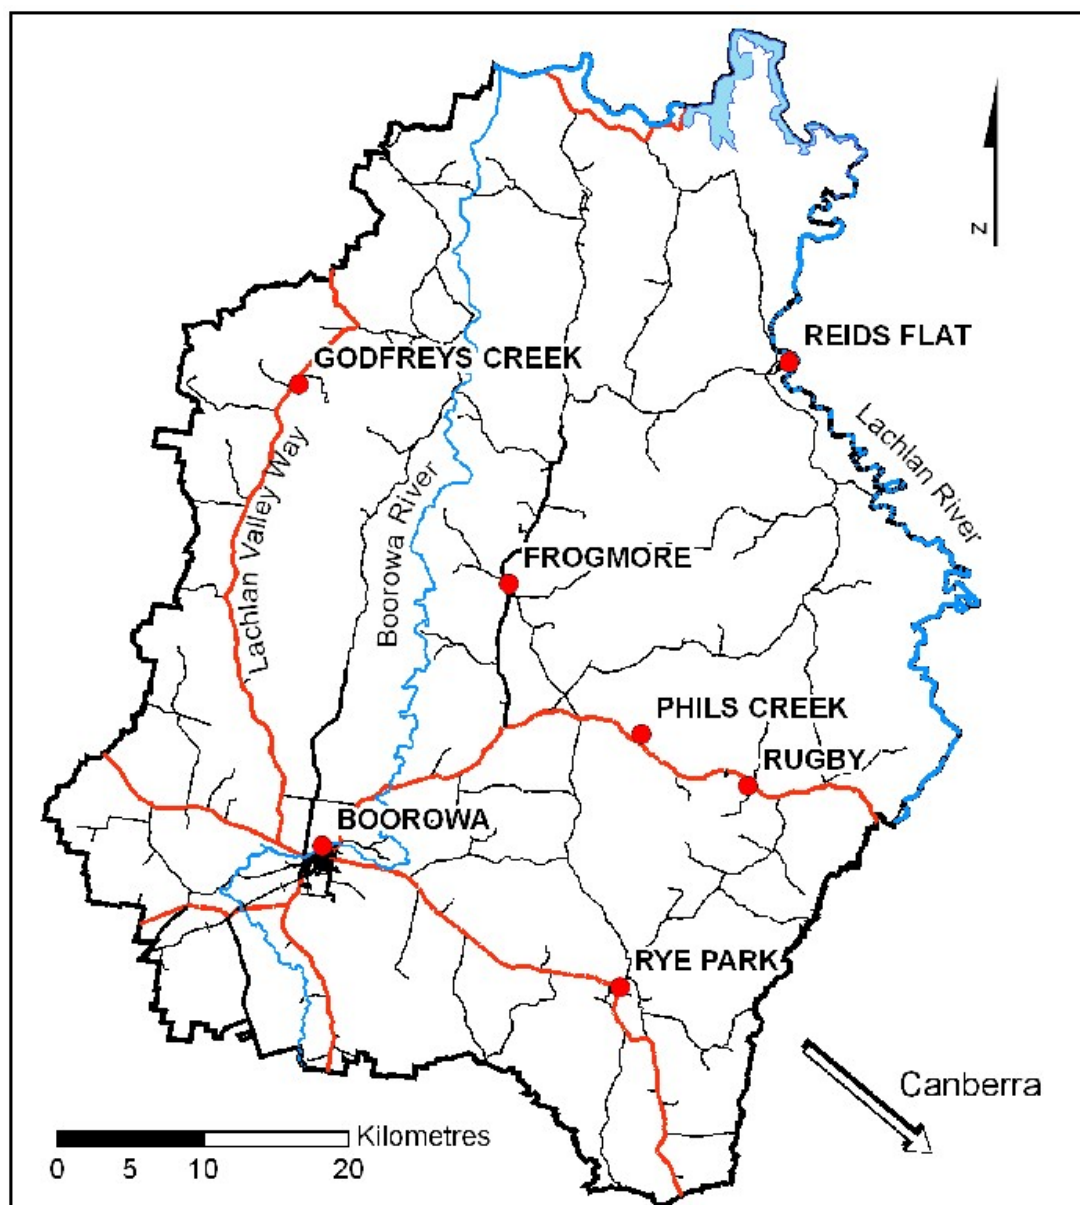 N
REIDS FLAT
GODFREYS CREEK
Lachlan River
Lachlan Valley Way
Boorowa River
FROGMORE
PHILS CREEK
RUGBY
BOOROWA
RYE PARK
Canberra
Kilometres
0 5 10 20